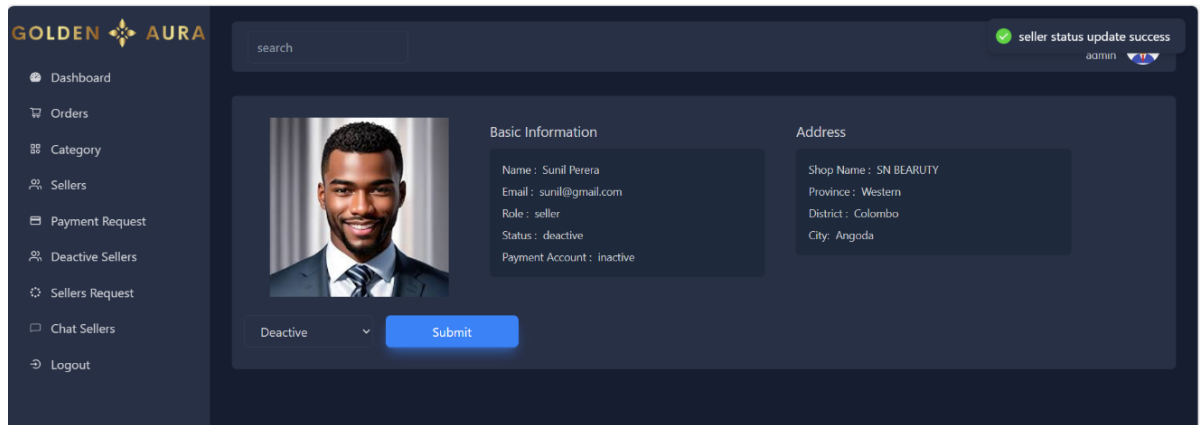 GOLDEN AURA
Dashboard
Orders
Category
Sellers
Payment Request
Deactive Sellers
Sellers Request
Chat Sellers
Logout
search
seller status update success
admin
Basic Information
Name : Sunil Perera
Email : sunil@gmail.com
Role : seller
Status : deactive
Payment Account : inactive
Address
Shop Name : SN BEARUTY
Province : Western
District : Colombo
City: Angoda
Deactive
Submit